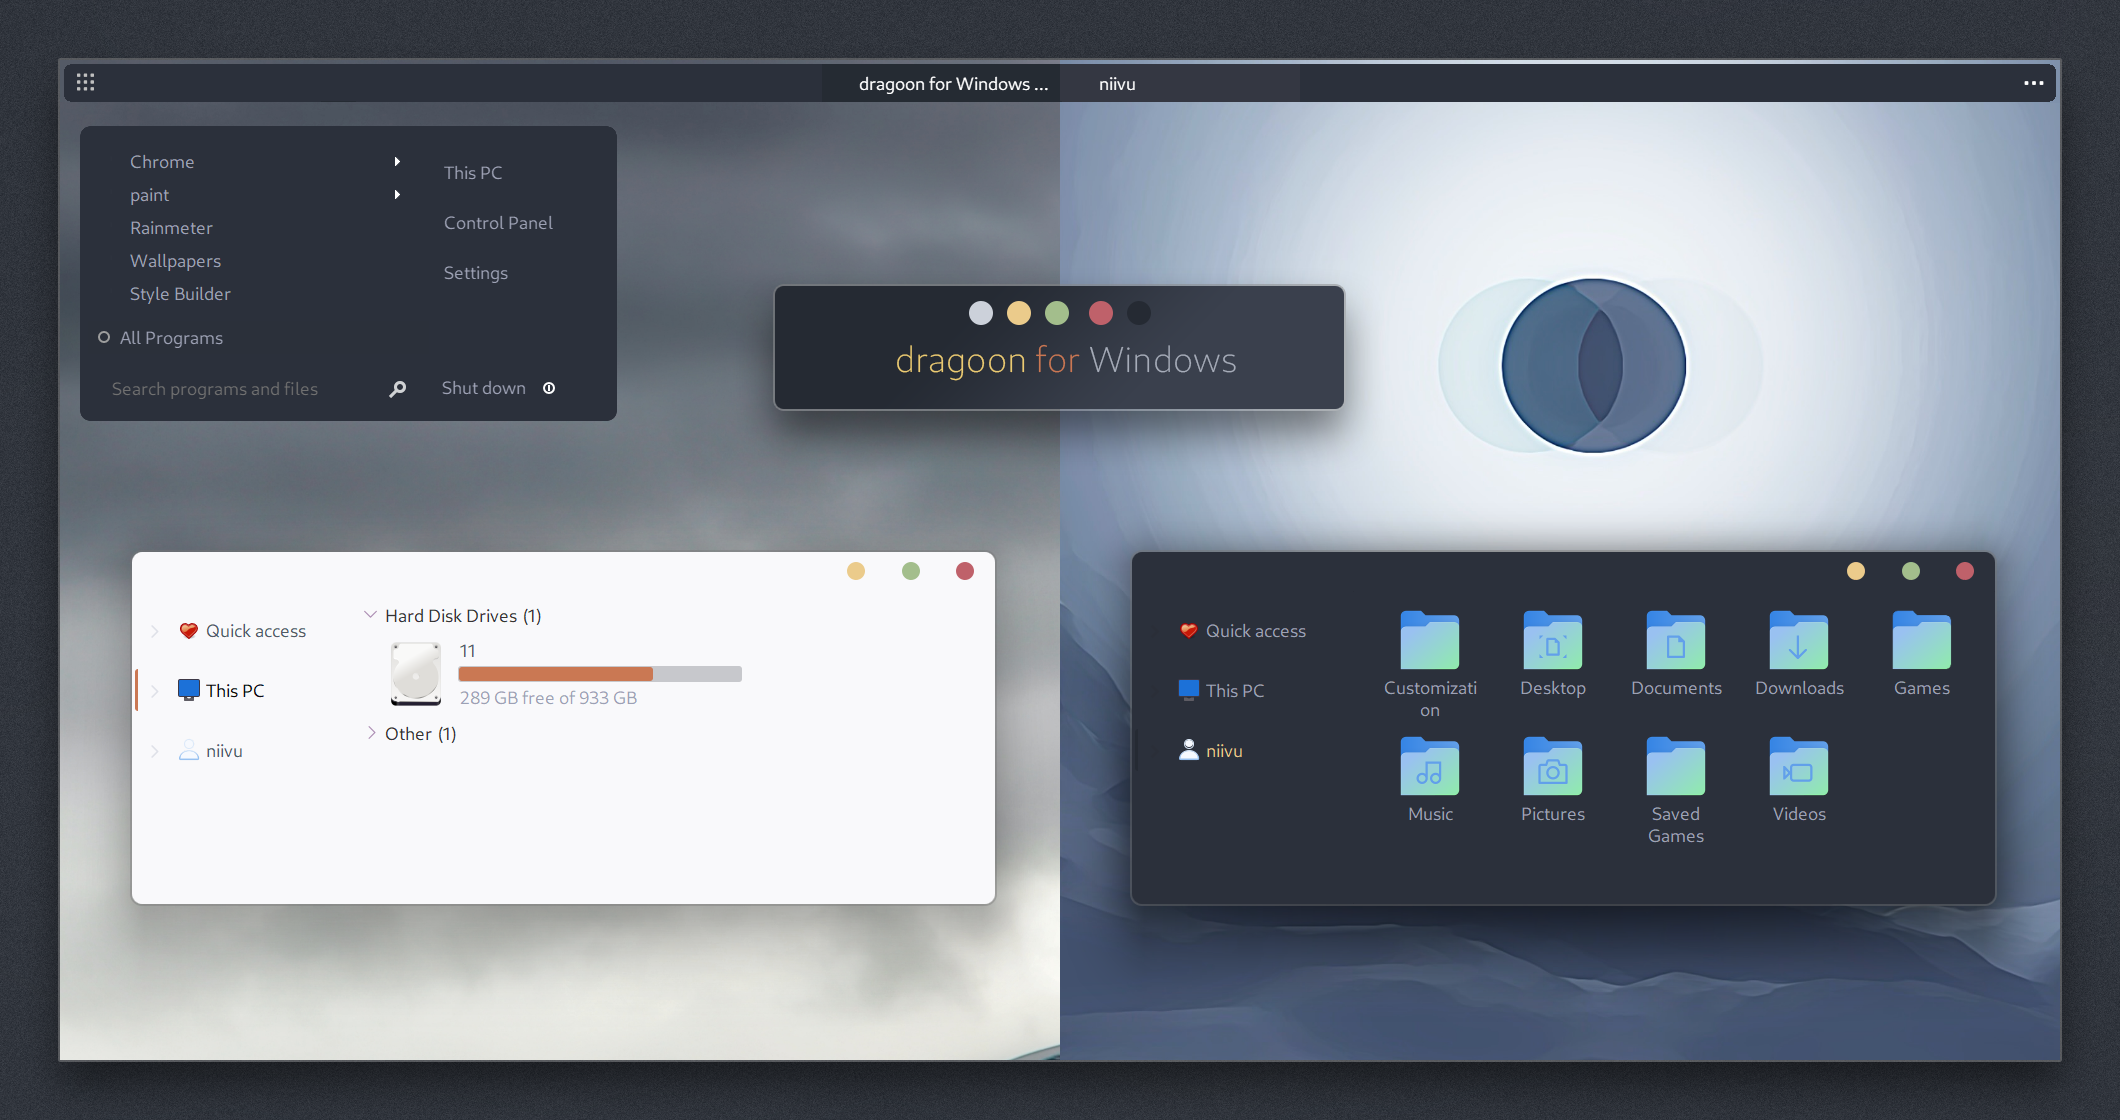 dragoon for Windows ...
niivu
Chrome
paint
Rainmeter
Wallpapers
Style Builder
All Programs
Search programs and files
This PC
Control Panel
Settings
Shut down
dragoon for Windows
Quick access
This PC
niivu
Hard Disk Drives (1)
11
289 GB free of 933 GB
Other (1)
Quick access
This PC
niivu
Customizati
on
Desktop
Documents
Downloads
Games
Music
Pictures
Saved
Games
Videos